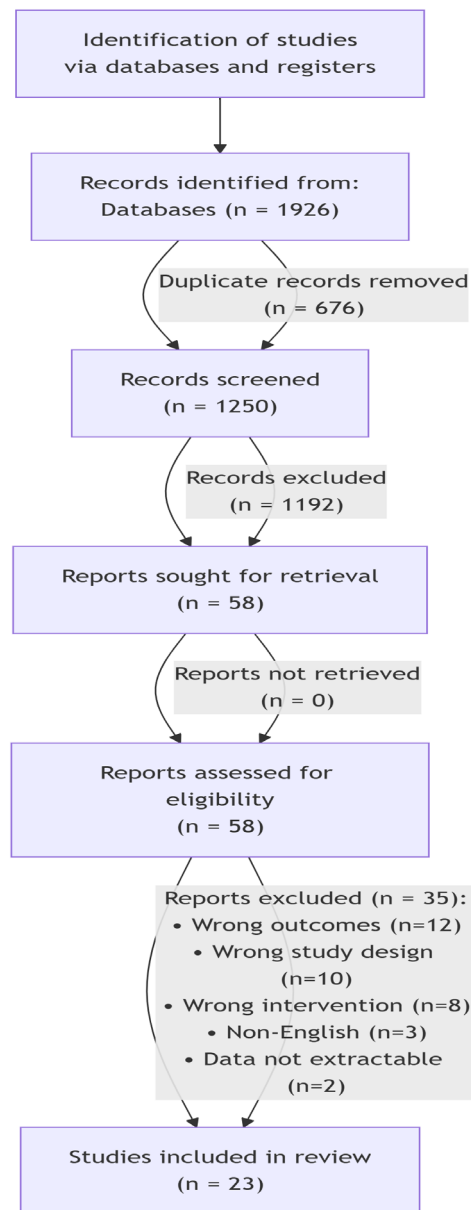 Identification of studies
via databases and registers
Records identified from:
Databases (n = 1926)
Duplicate records removed
(n = 676)
Records screened
(n = 1250)
Records excluded
(n = 1192)
Reports sought for retrieval
(n = 58)
Reports not retrieved
(n = 0)
Reports assessed for
eligibility
(n = 58)
Reports excluded (n = 35):
• Wrong outcomes (n=12)
• Wrong study design
(n=10)
• Wrong intervention (n=8)
• Non-English (n=3)
• Data not extractable
(n=2)
Studies included in review
(n = 23)